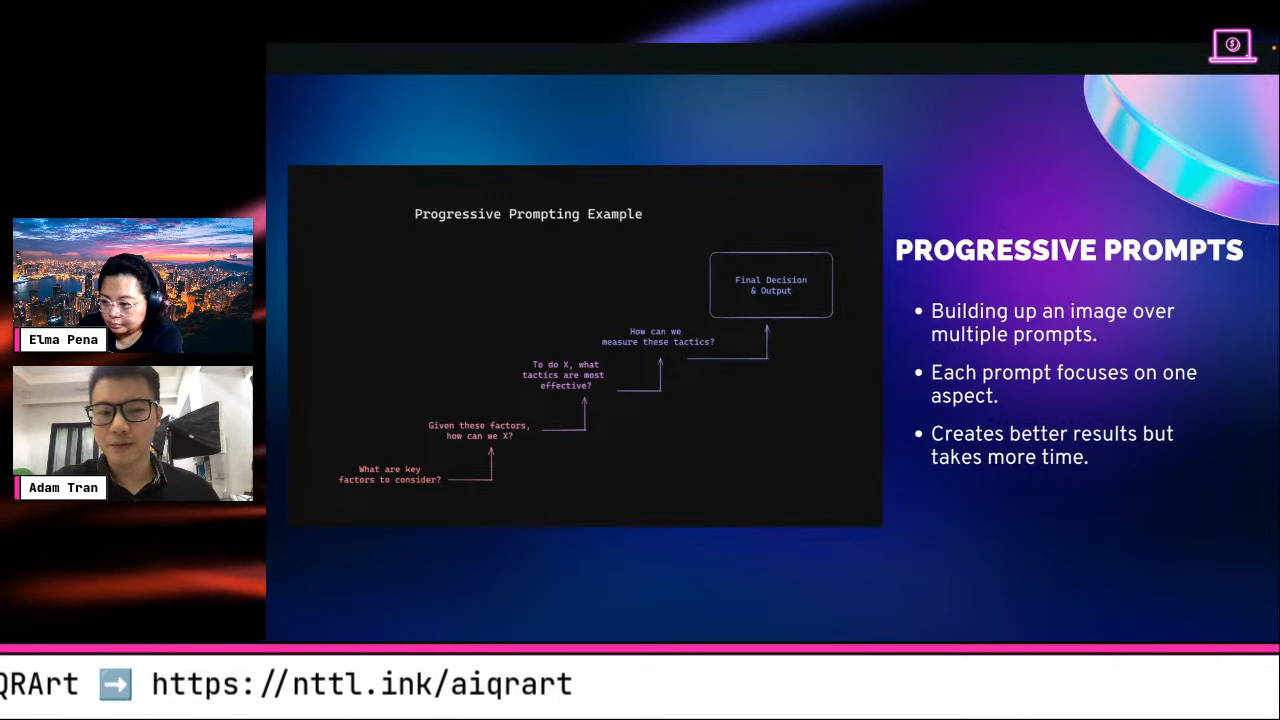 Progressive Prompting Example
Final Decision
& Output
How can we
measure these tactics?
To do X, what
tactics are most
effective?
Given these factors,
how can we X?
What are key
factors to consider?
PROGRESSIVE PROMPTS
• Building up an image over
multiple prompts.
• Each prompt focuses on one
aspect.
• Creates better results but
takes more time.
Elma Pena
Adam Tran
QRArt ➡️ https://nttl.ink/aiqrart